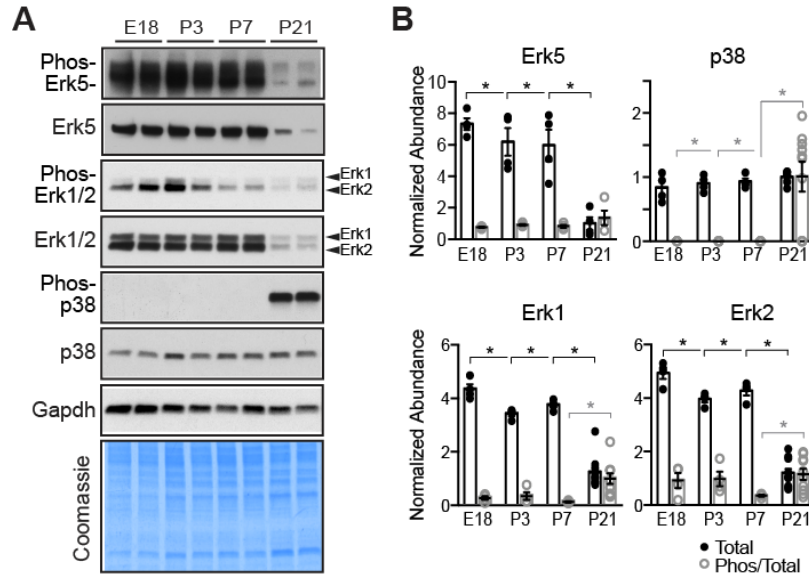 A
E18 P3 P7 P21
Phos-
Erk5-
Erk5
Phos-
Erk1/2
Erk1
Erk2
Erk1/2
Erk1
Erk2
Phos-
p38
p38
Gapdh
Coomassie
B
Erk5
Normalized Abundance
10
8
6
4
2
0
* * *
E18 P3 P7 P21
p38
2
1
0
* * *
E18 P3 P7 P21
Erk1
Normalized Abundance
6
4
2
0
* * *
*
E18 P3 P7 P21
Erk2
6
4
2
0
* * *
*
E18 P3 P7 P21
Total
Phos/Total